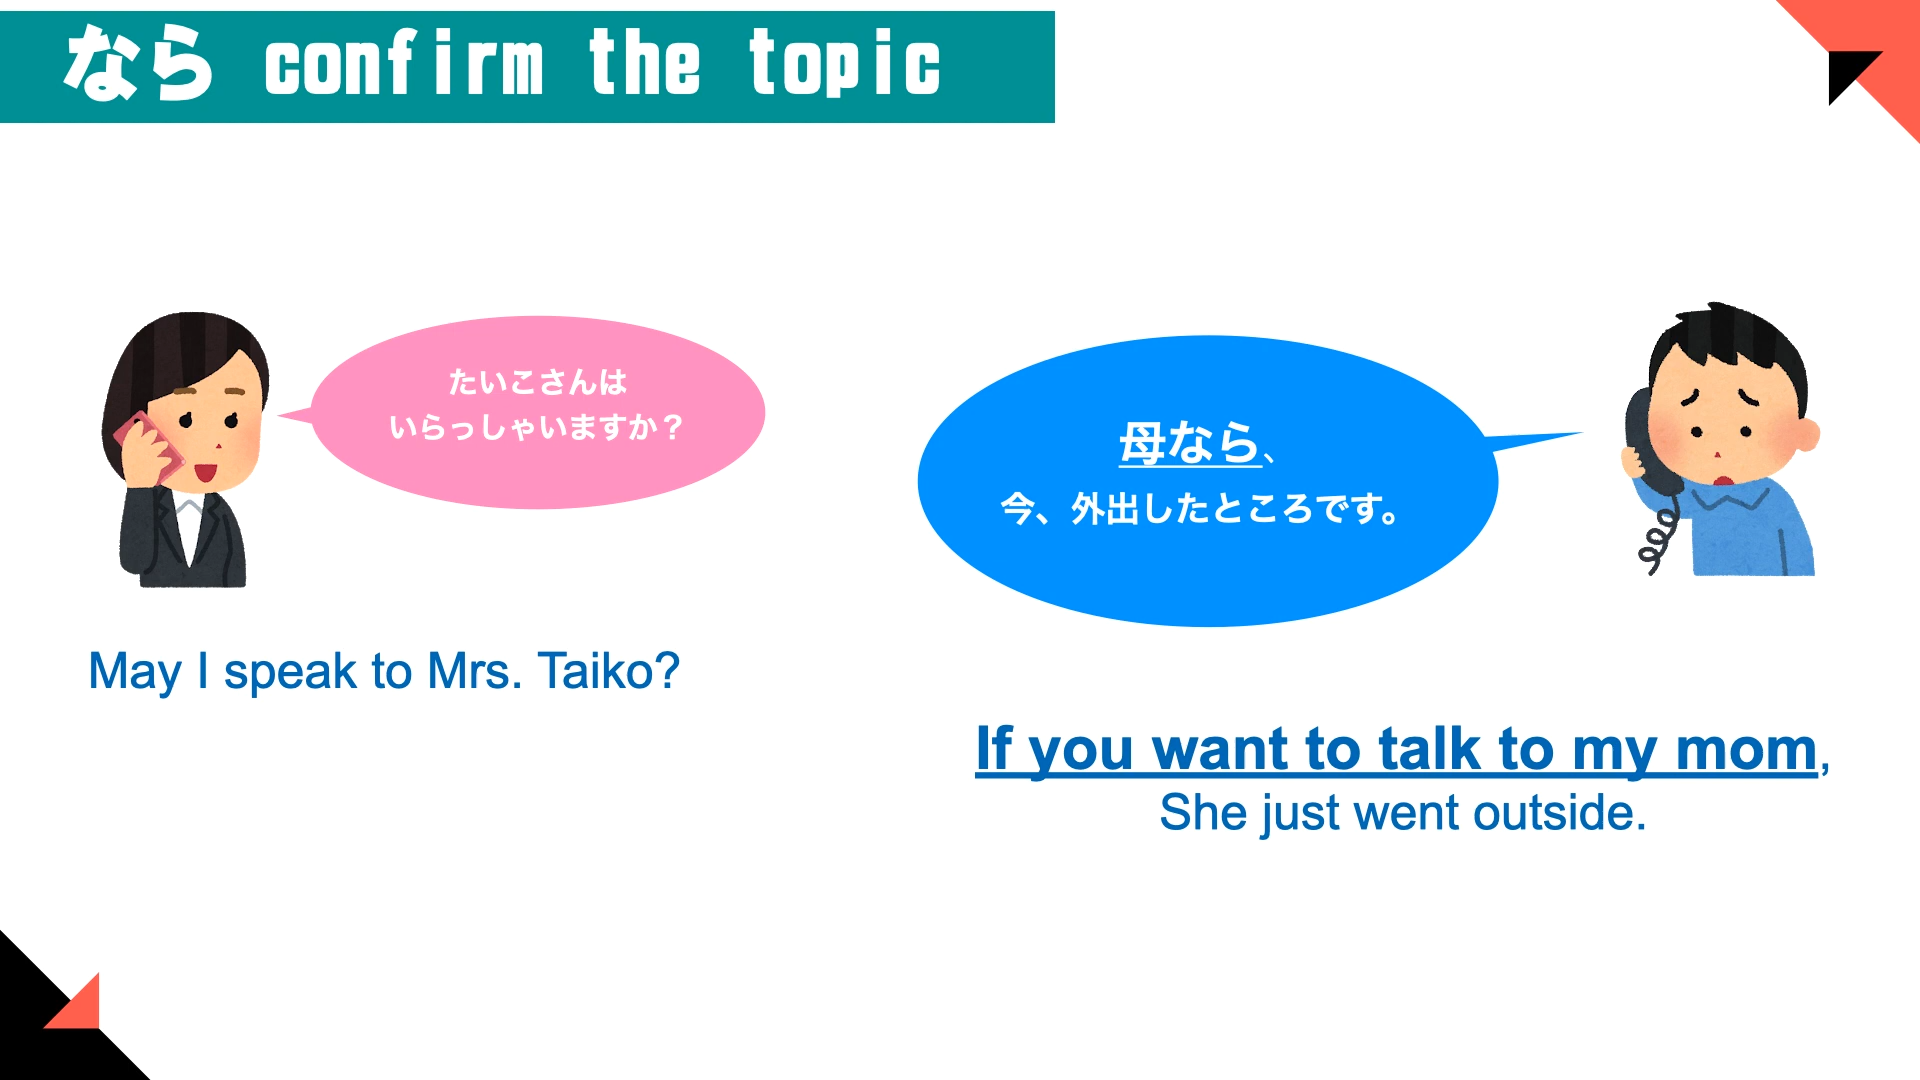 なら confirm the topic
たいこさんは
いらっしゃいますか？
母なら、
今、外出したところです。
May I speak to Mrs. Taiko?
If you want to talk to my mom,
She just went outside.